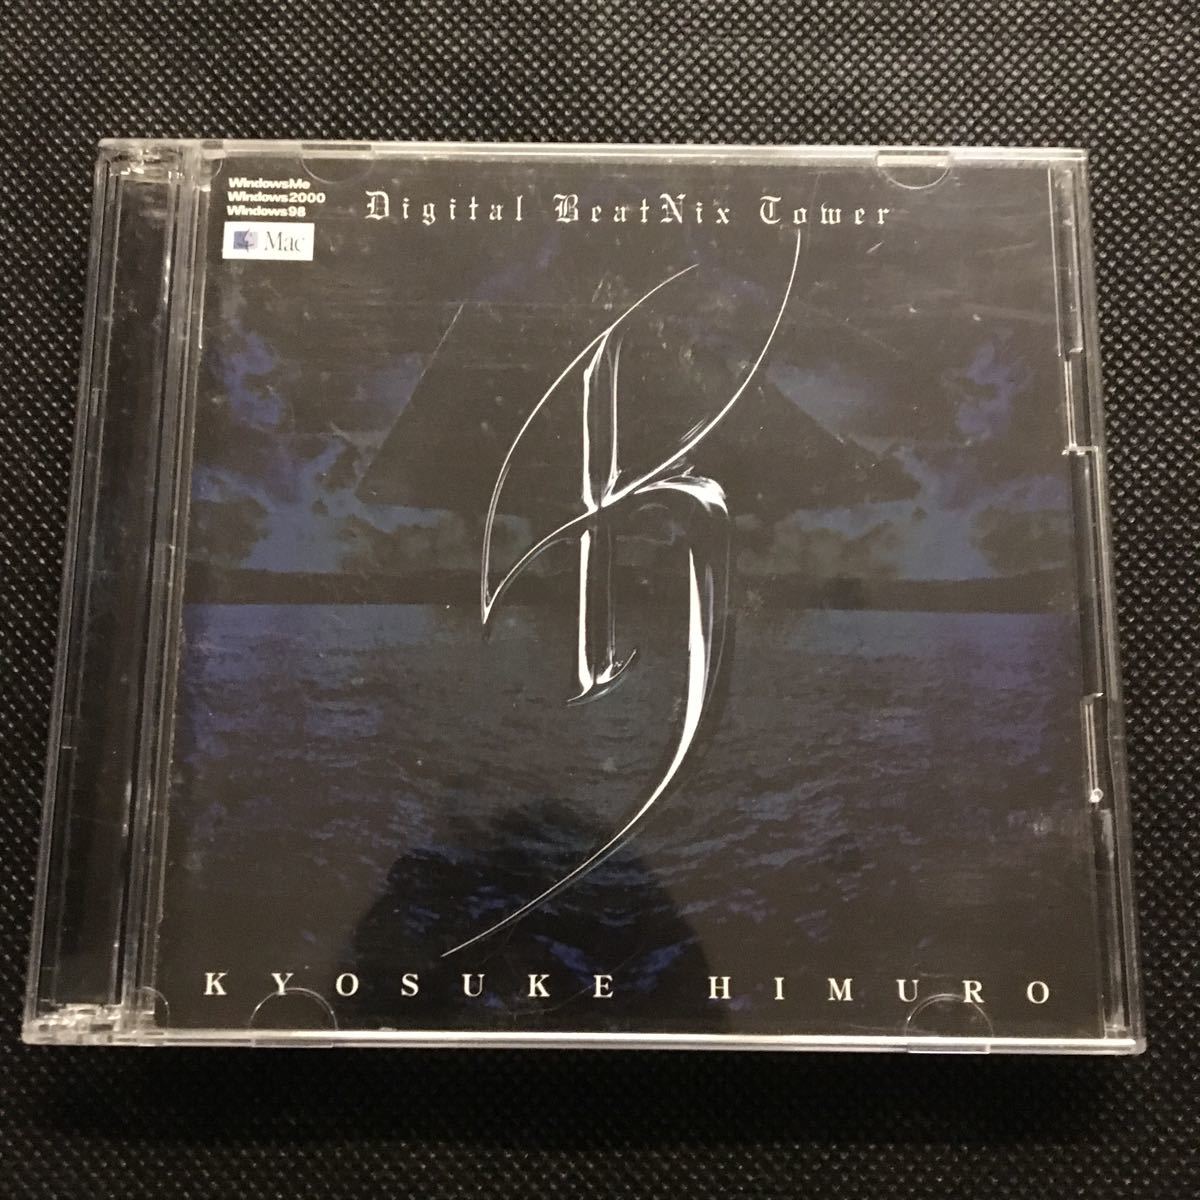 WindowsMe
Windows2000
Windows98
Mac
Digital BeatNix Tower
KYOSUKE HIMURO